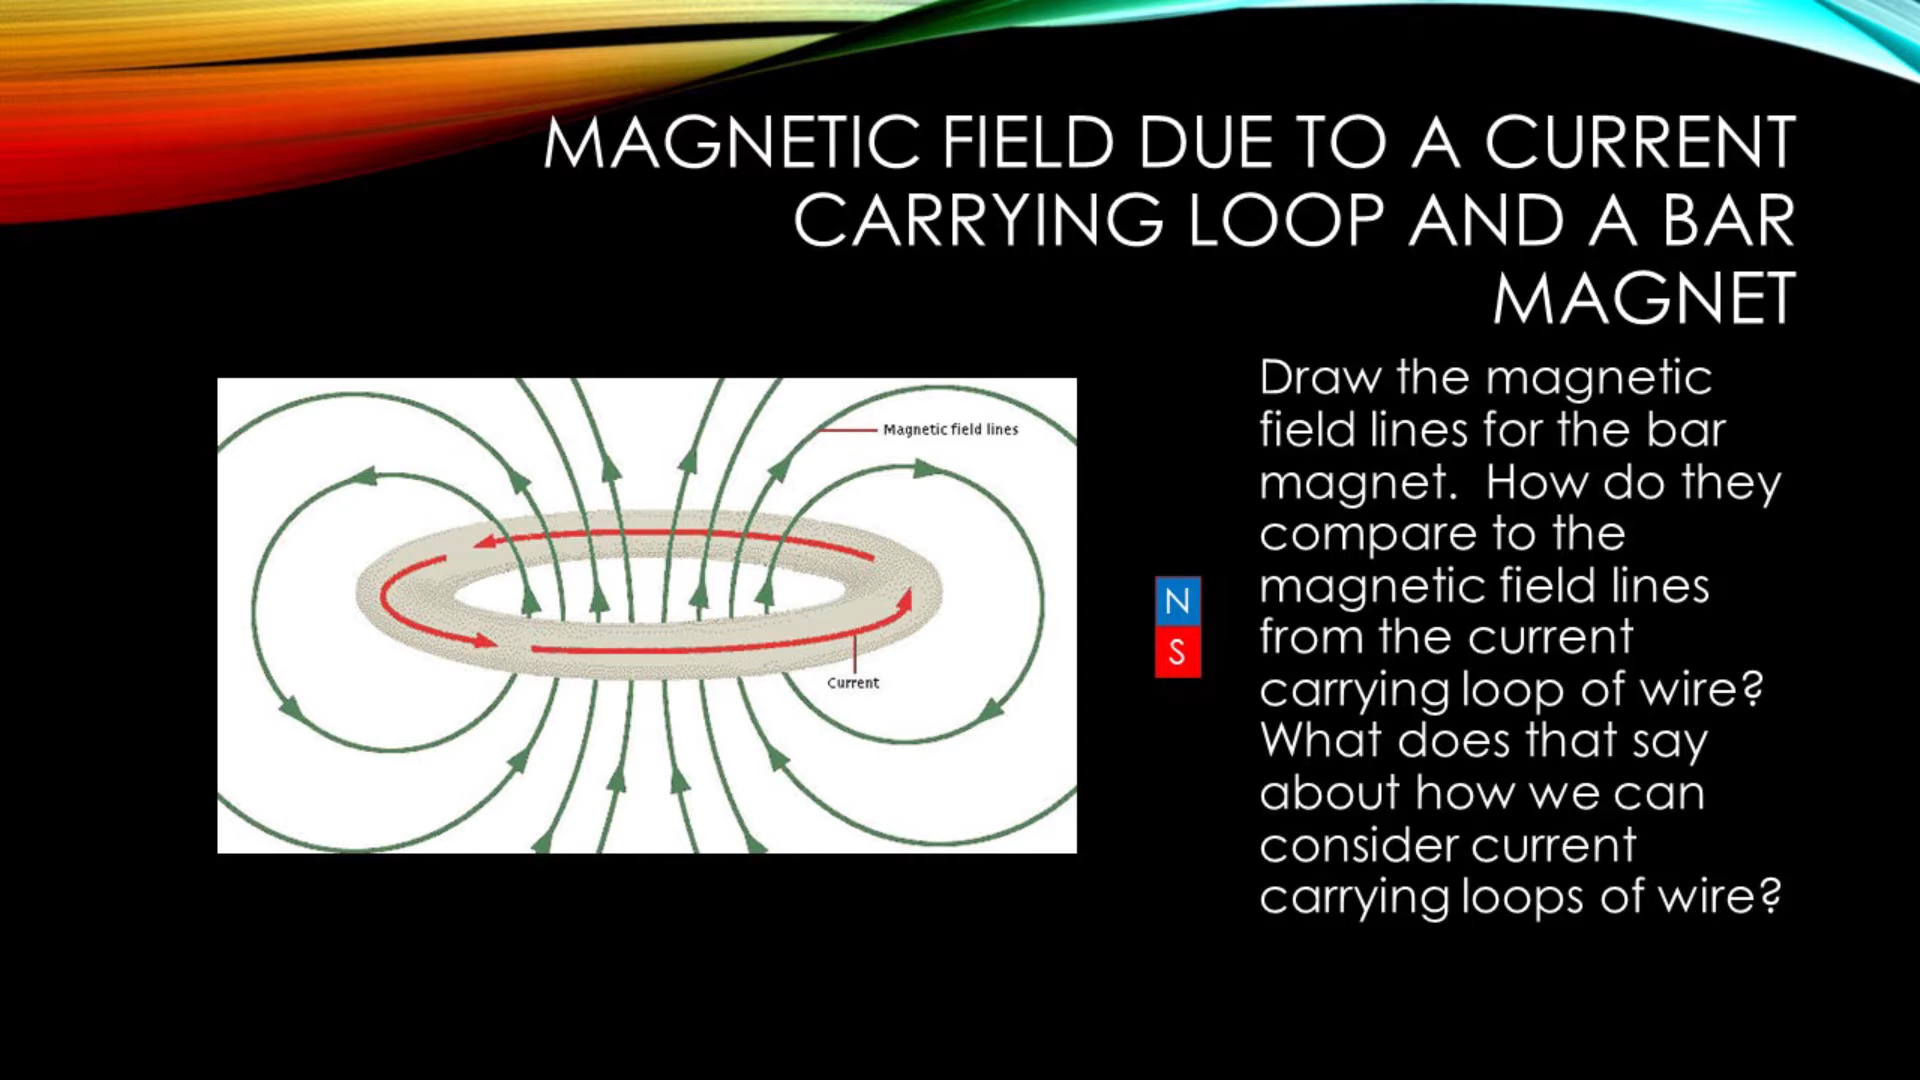 MAGNETIC FIELD DUE TO A CURRENT
CARRYING LOOP AND A BAR
MAGNET
Magnetic field lines
Current
N
S
Draw the magnetic
field lines for the bar
magnet.  How do they
compare to the
magnetic field lines
from the current
carrying loop of wire?
What does that say
about how we can
consider current
carrying loops of wire?